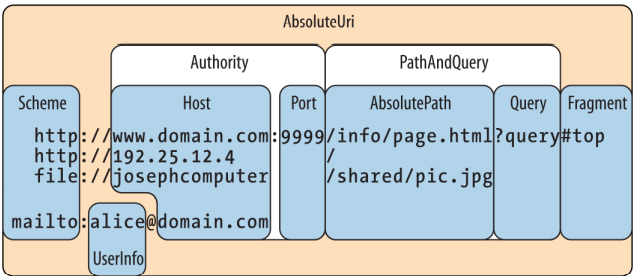 AbsoluteUri
Authority PathAndQuery
Scheme Host Port AbsolutePath Query Fragment
http://www.domain.com:9999/info/page.html?query#top
http://192.25.12.4 /
file://josephcomputer /shared/pic.jpg
mailto:alice@domain.com
UserInfo